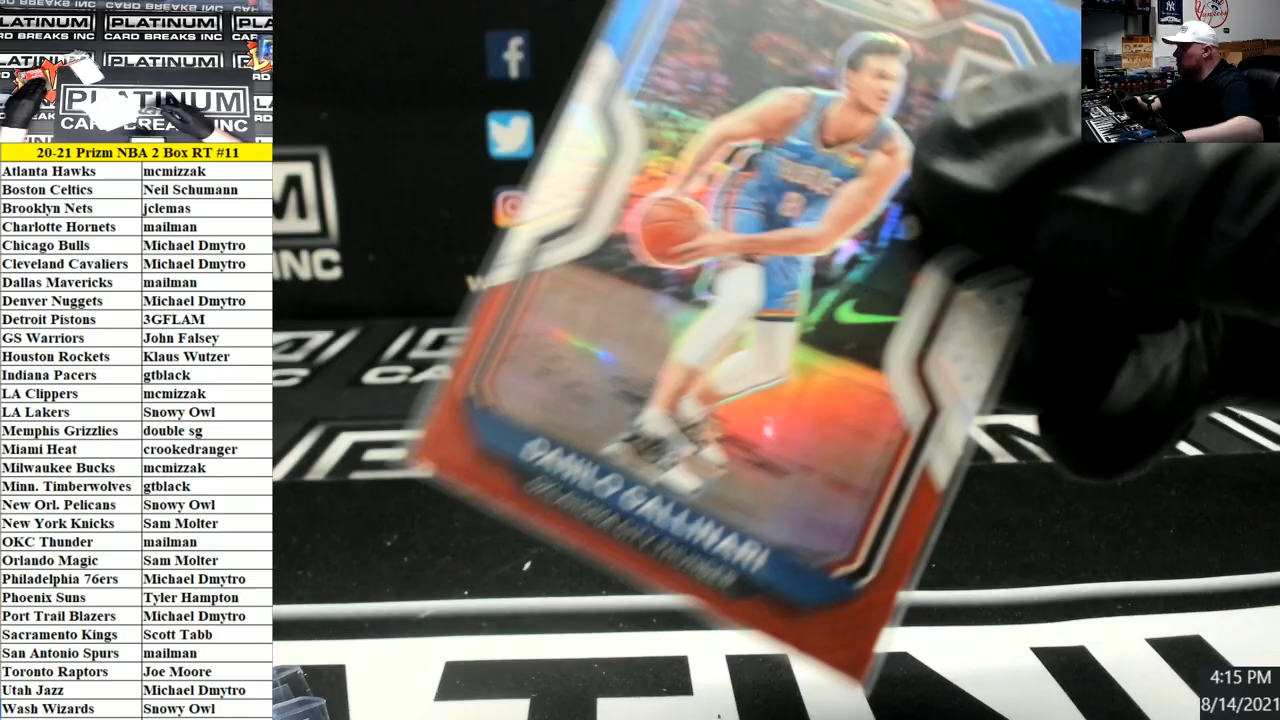 PLATINUM
CARD BREAKS INC
PLATINUM
PLATINUM
CARD BREAKS INC
20-21 Prizm NBA 2 Box RT #11
Atlanta Hawks mcmizzak
Boston Celtics Neil Schumann
Brooklyn Nets jclemas
Charlotte Hornets mailman
Chicago Bulls Michael Dmytro
Cleveland Cavaliers Michael Dmytro
Dallas Mavericks mailman
Denver Nuggets Michael Dmytro
Detroit Pistons 3GFLAM
GS Warriors John Falsey
Houston Rockets Klaus Wutzer
Indiana Pacers gtblack
LA Clippers mcmizzak
LA Lakers Snowy Owl
Memphis Grizzlies double sg
Miami Heat crookedranger
Milwaukee Bucks mcmizzak
Minn. Timberwolves gtblack
New Orl. Pelicans Snowy Owl
New York Knicks Sam Molter
OKC Thunder mailman
Orlando Magic Sam Molter
Philadelphia 76ers Michael Dmytro
Phoenix Suns Tyler Hampton
Port Trail Blazers Michael Dmytro
Sacramento Kings Scott Tabb
San Antonio Spurs mailman
Toronto Raptors Joe Moore
Utah Jazz Michael Dmytro
Wash Wizards Snowy Owl
INC
DANILO GALLINARI
4:15 PM
8/14/2021